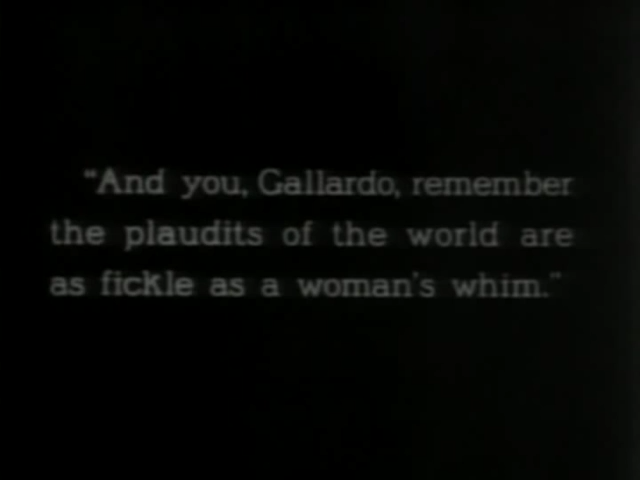 "And you, Gallardo, remember
the plaudits of the world are
as fickle as a woman's whim."